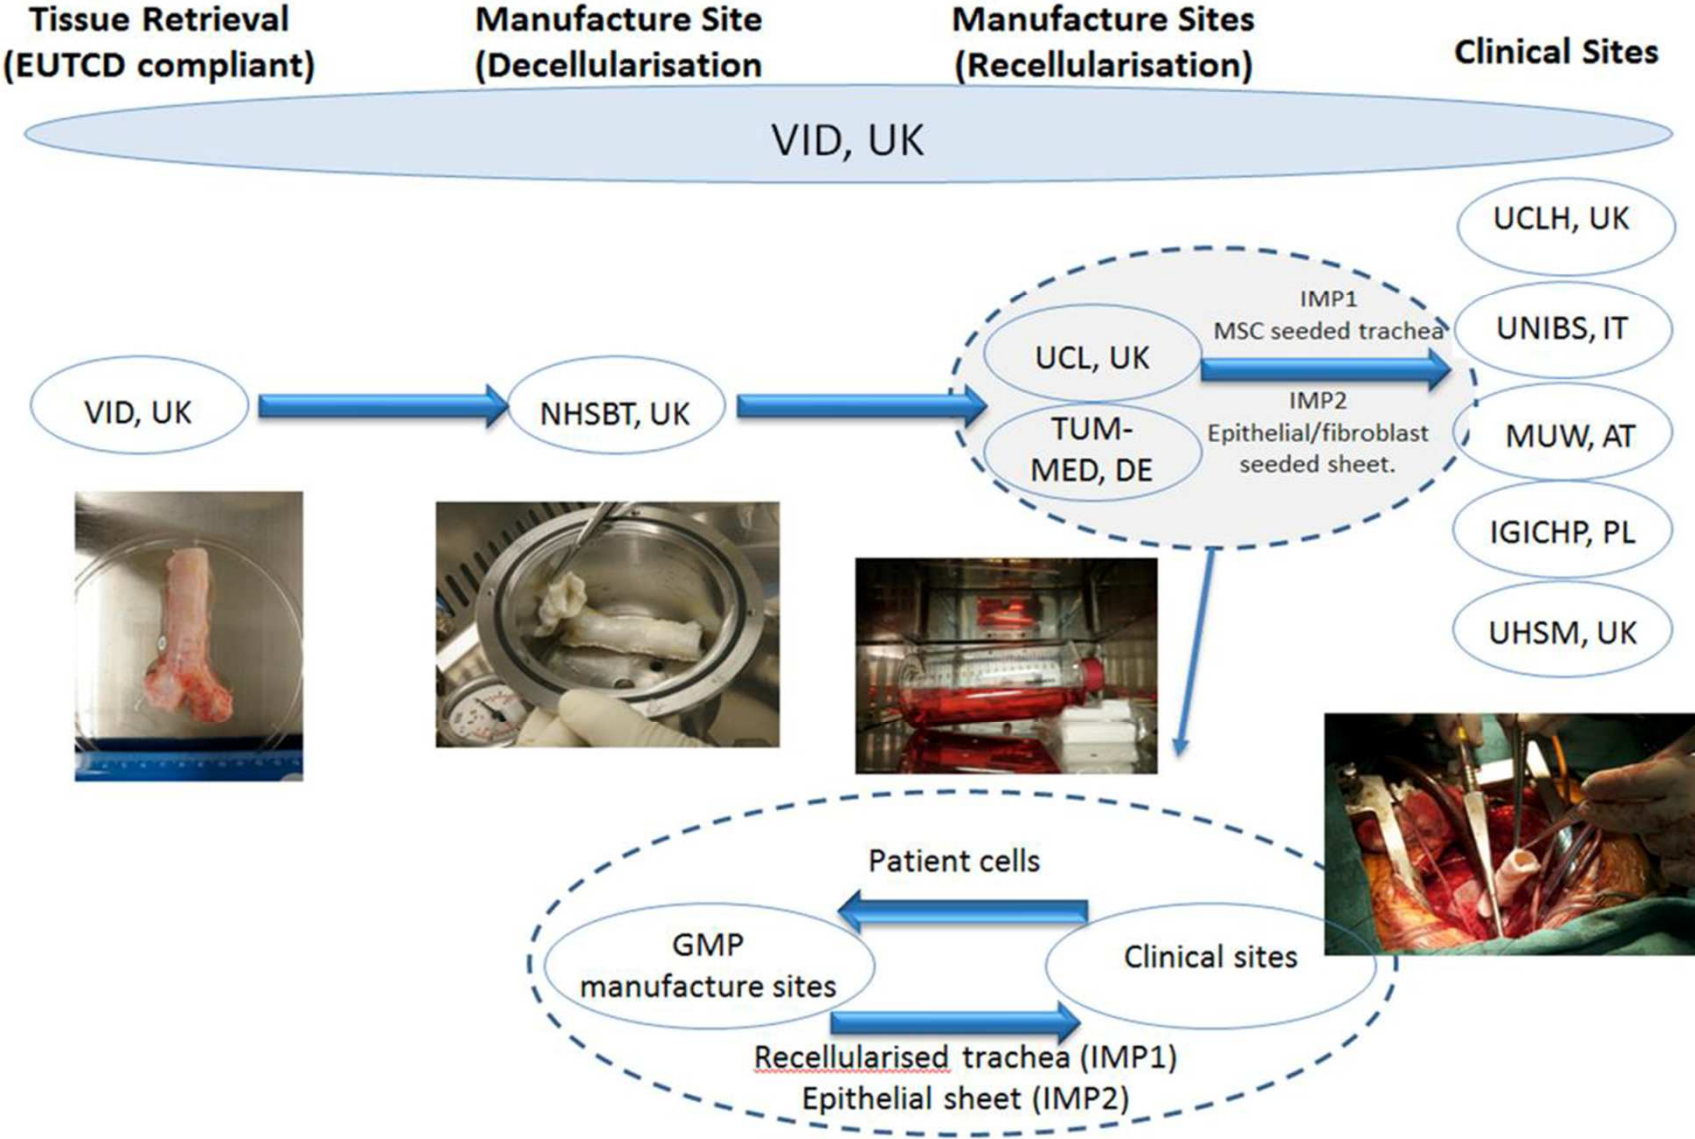 Tissue Retrieval
(EUTCD compliant)
Manufacture Site
(Decellularisation
Manufacture Sites
(Recellularisation)
Clinical Sites
VID, UK
VID, UK
NHSBT, UK
UCL, UK
TUM-
MED, DE
IMP1
MSC seeded trachea
IMP2
Epithelial/fibroblast
seeded sheet.
UCLH, UK
UNIBS, IT
MUW, AT
IGICHP, PL
UHSM, UK
Patient cells
GMP
manufacture sites
Clinical sites
Recellularised trachea (IMP1)
Epithelial sheet (IMP2)